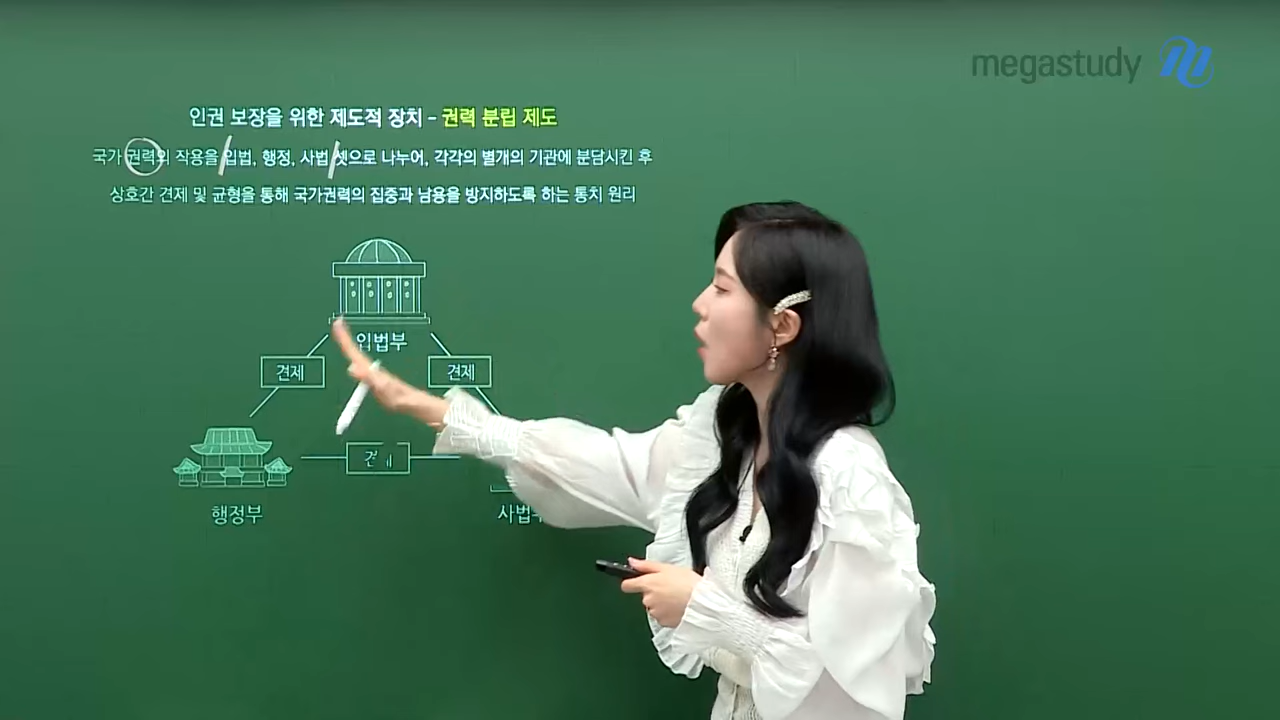 megastudy
인권 보장을 위한 제도적 장치 - 권력 분립 제도
국가 권력의 작용을 입법, 행정, 사법 셋으로 나누어, 각각의 별개의 기관에 분담시킨 후
상호간 견제 및 균형을 통해 국가권력의 집중과 남용을 방지하도록 하는 통치 원리
입법부
견제
견제
행정부